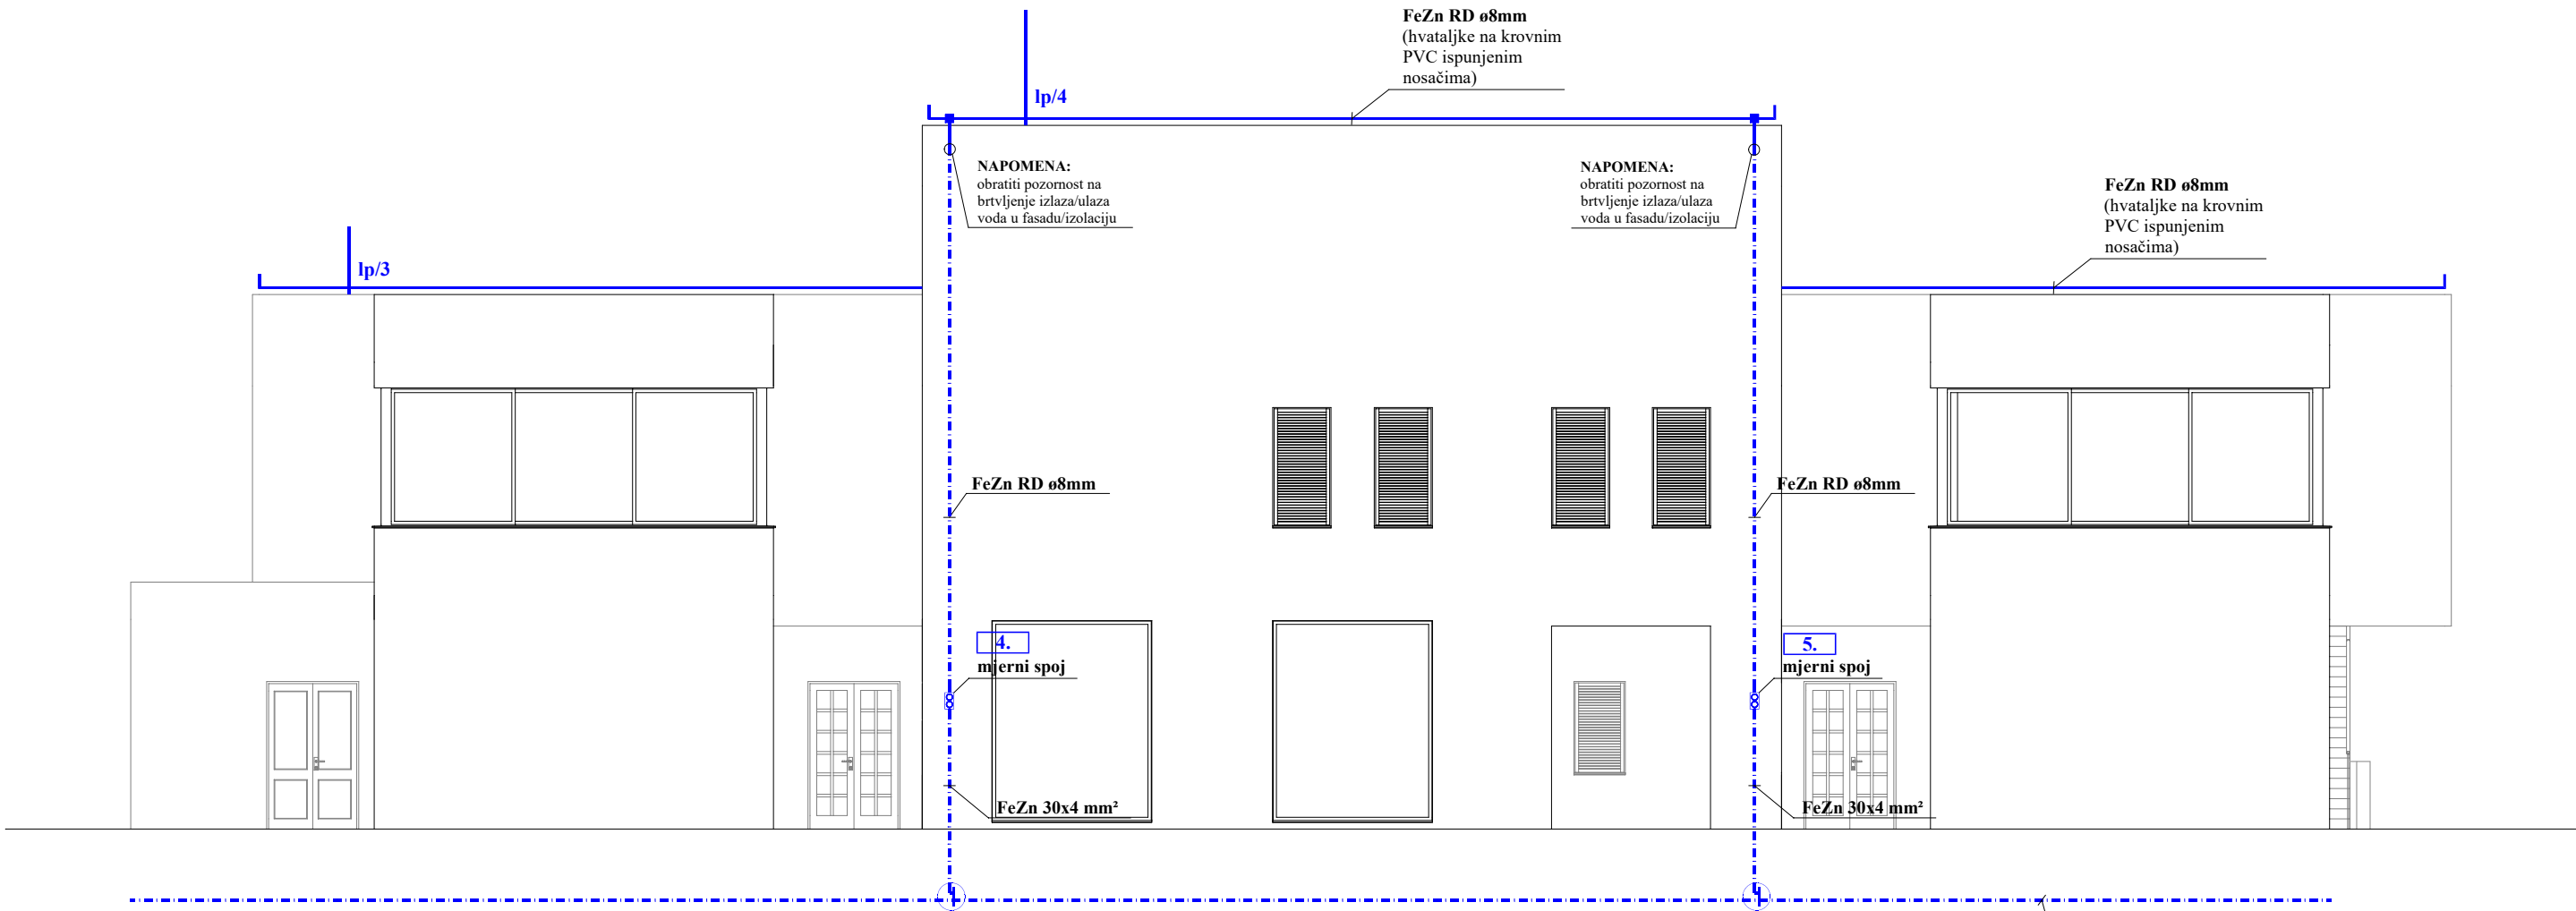 FeZn RD ø8mm
(hvataljke na krovnim
PVC ispunjenim
nosačima)
lp/4
NAPOMENA:
obratiti pozornost na
brtvljenje izlaza/ulaza
voda u fasadu/izolaciju
NAPOMENA:
obratiti pozornost na
brtvljenje izlaza/ulaza
voda u fasadu/izolaciju
FeZn RD ø8mm
(hvataljke na krovnim
PVC ispunjenim
nosačima)
lp/3
FeZn RD ø8mm
FeZn RD ø8mm
4.
mjerni spoj
5.
mjerni spoj
FeZn 30x4 mm²
FeZn 30x4 mm²